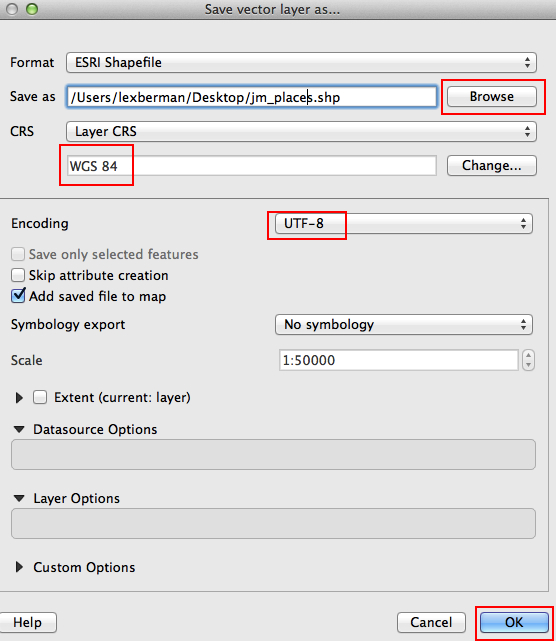 Save vector layer as...
Format ESRI Shapefile
Save as /Users/lexberman/Desktop/jm_places.shp Browse
CRS Layer CRS
WGS 84 Change...
Encoding UTF-8
Save only selected features
Skip attribute creation
Add saved file to map
Symbology export No symbology
Scale 1:50000
Extent (current: layer)
Datasource Options
Layer Options
Custom Options
Help Cancel OK